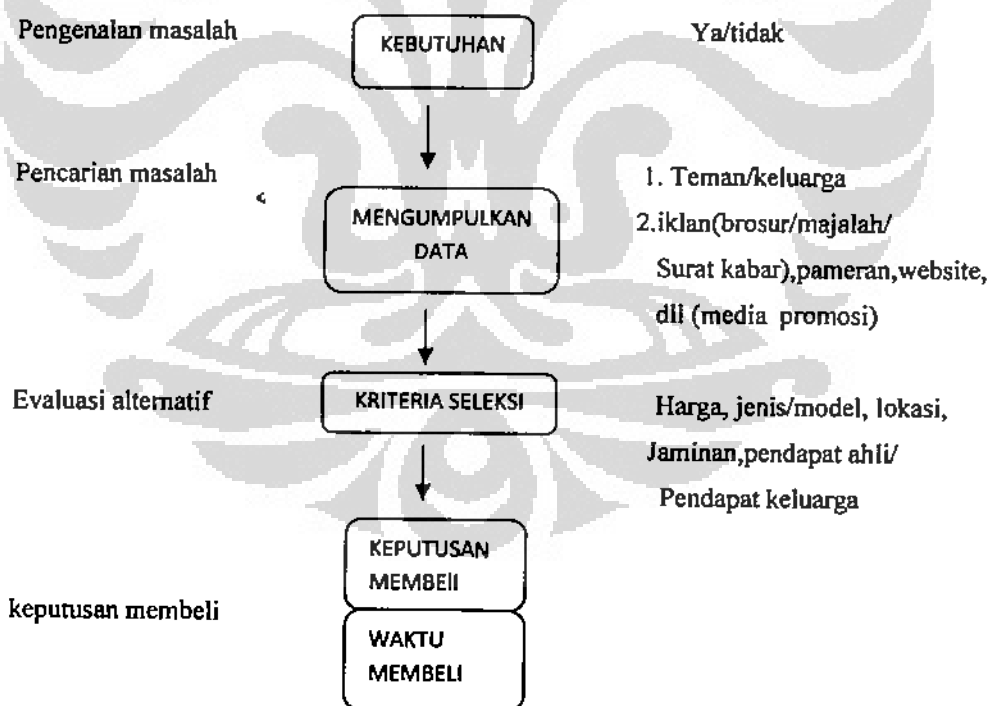 Pengenalan masalah
KEBUTUHAN
Ya/tidak
Pencarian masalah
MENGUMPULKAN
DATA
1. Teman/keluarga
2.iklan(brosur/majalah/
Surat kabar),pameran,website,
dll (media promosi)
Evaluasi alternatif
KRITERIA SELEKSI
Harga, jenis/model, lokasi,
Jaminan,pendapat ahli/
Pendapat keluarga
keputusan membeli
KEPUTUSAN
MEMBElI
WAKTU
MEMBELI